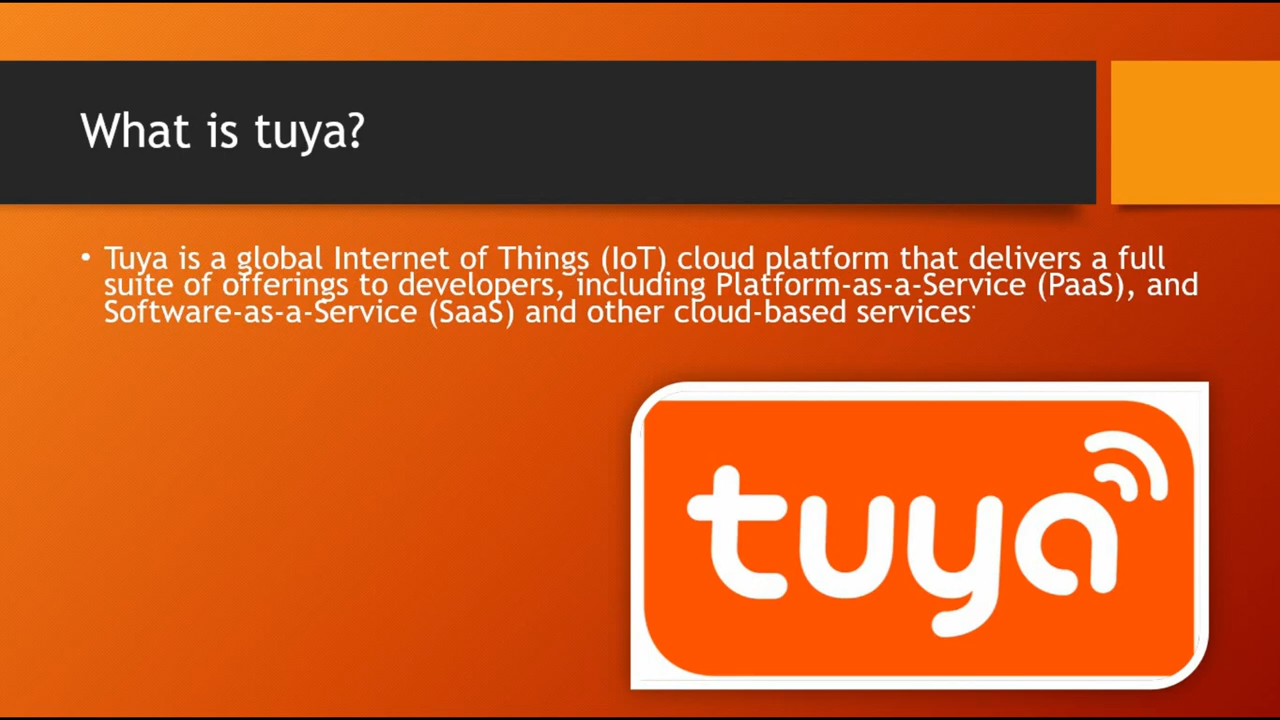 What is tuya?
• Tuya is a global Internet of Things (IoT) cloud platform that delivers a full
suite of offerings to developers, including Platform-as-a-Service (PaaS), and
Software-as-a-Service (SaaS) and other cloud-based services.
tuya